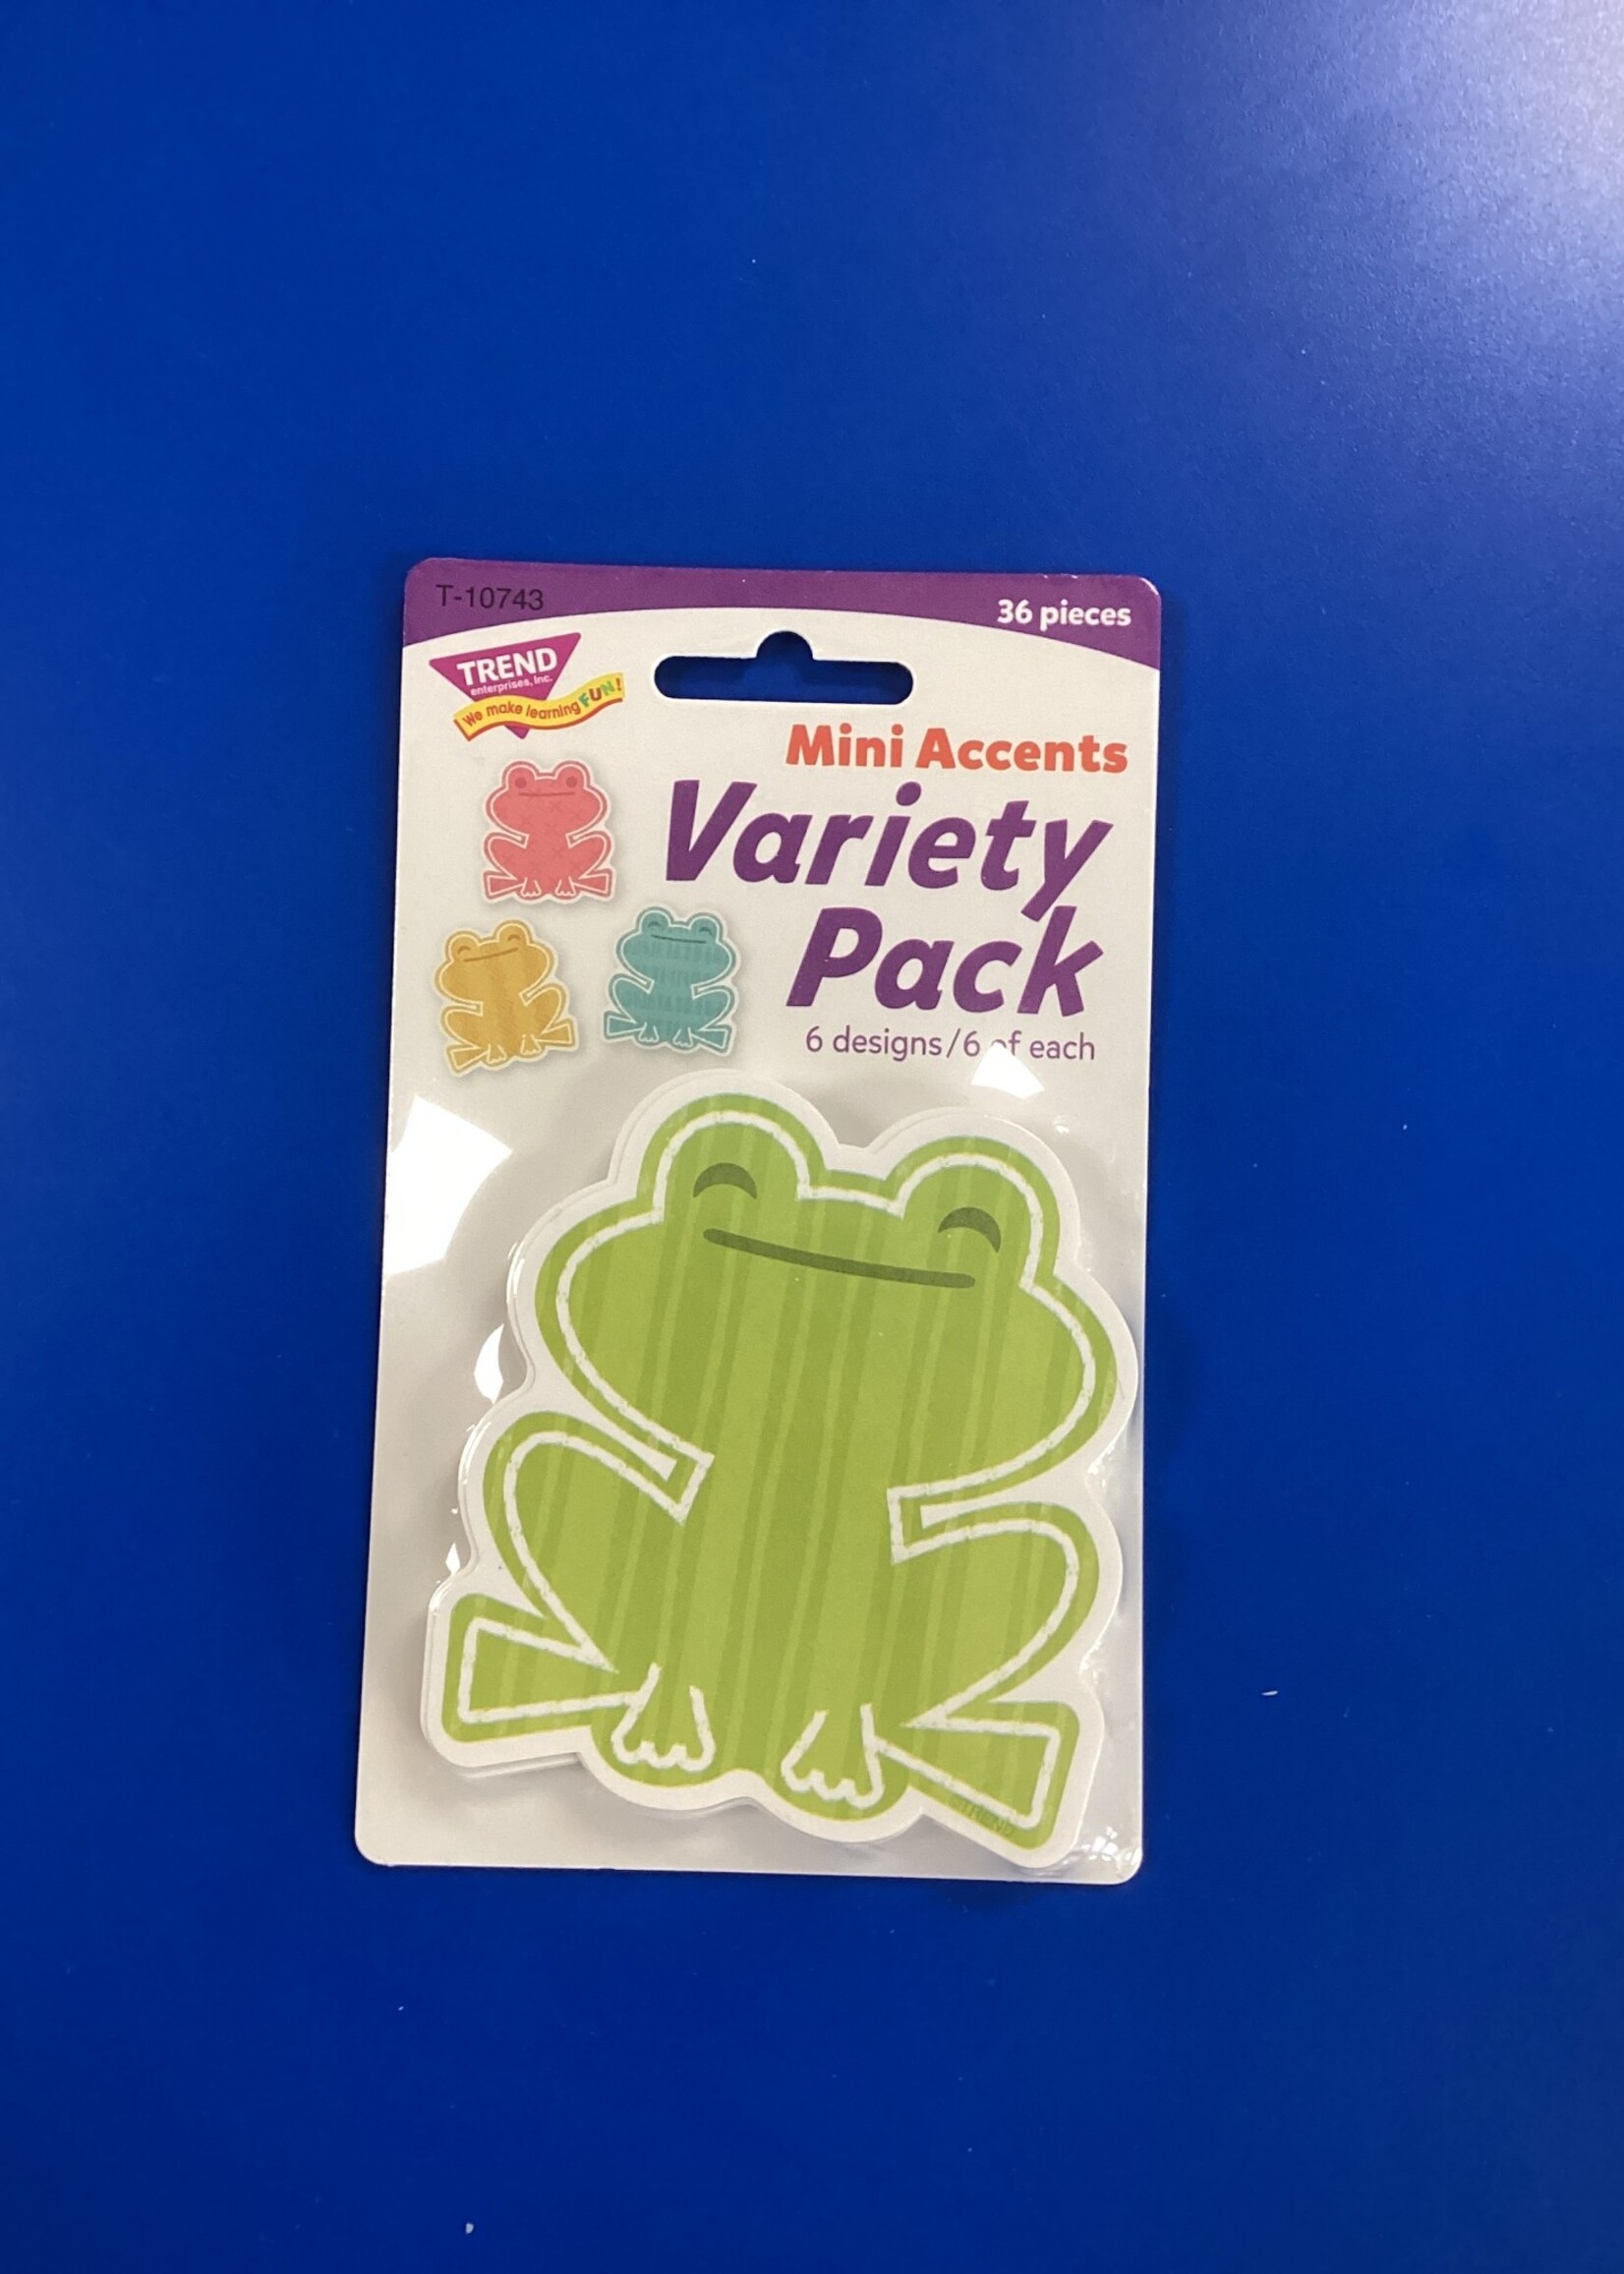 T-10743
36 pieces
TREND
enterprises, Inc.
We make learning FUN!
Mini Accents
Variety
Pack
6 designs/6 of each
©TREND